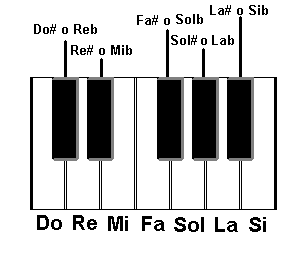 La# o Sib
Fa# o Solb
Do# o Reb
Sol# o Lab
Re# o Mib
Do Re Mi Fa Sol La Si